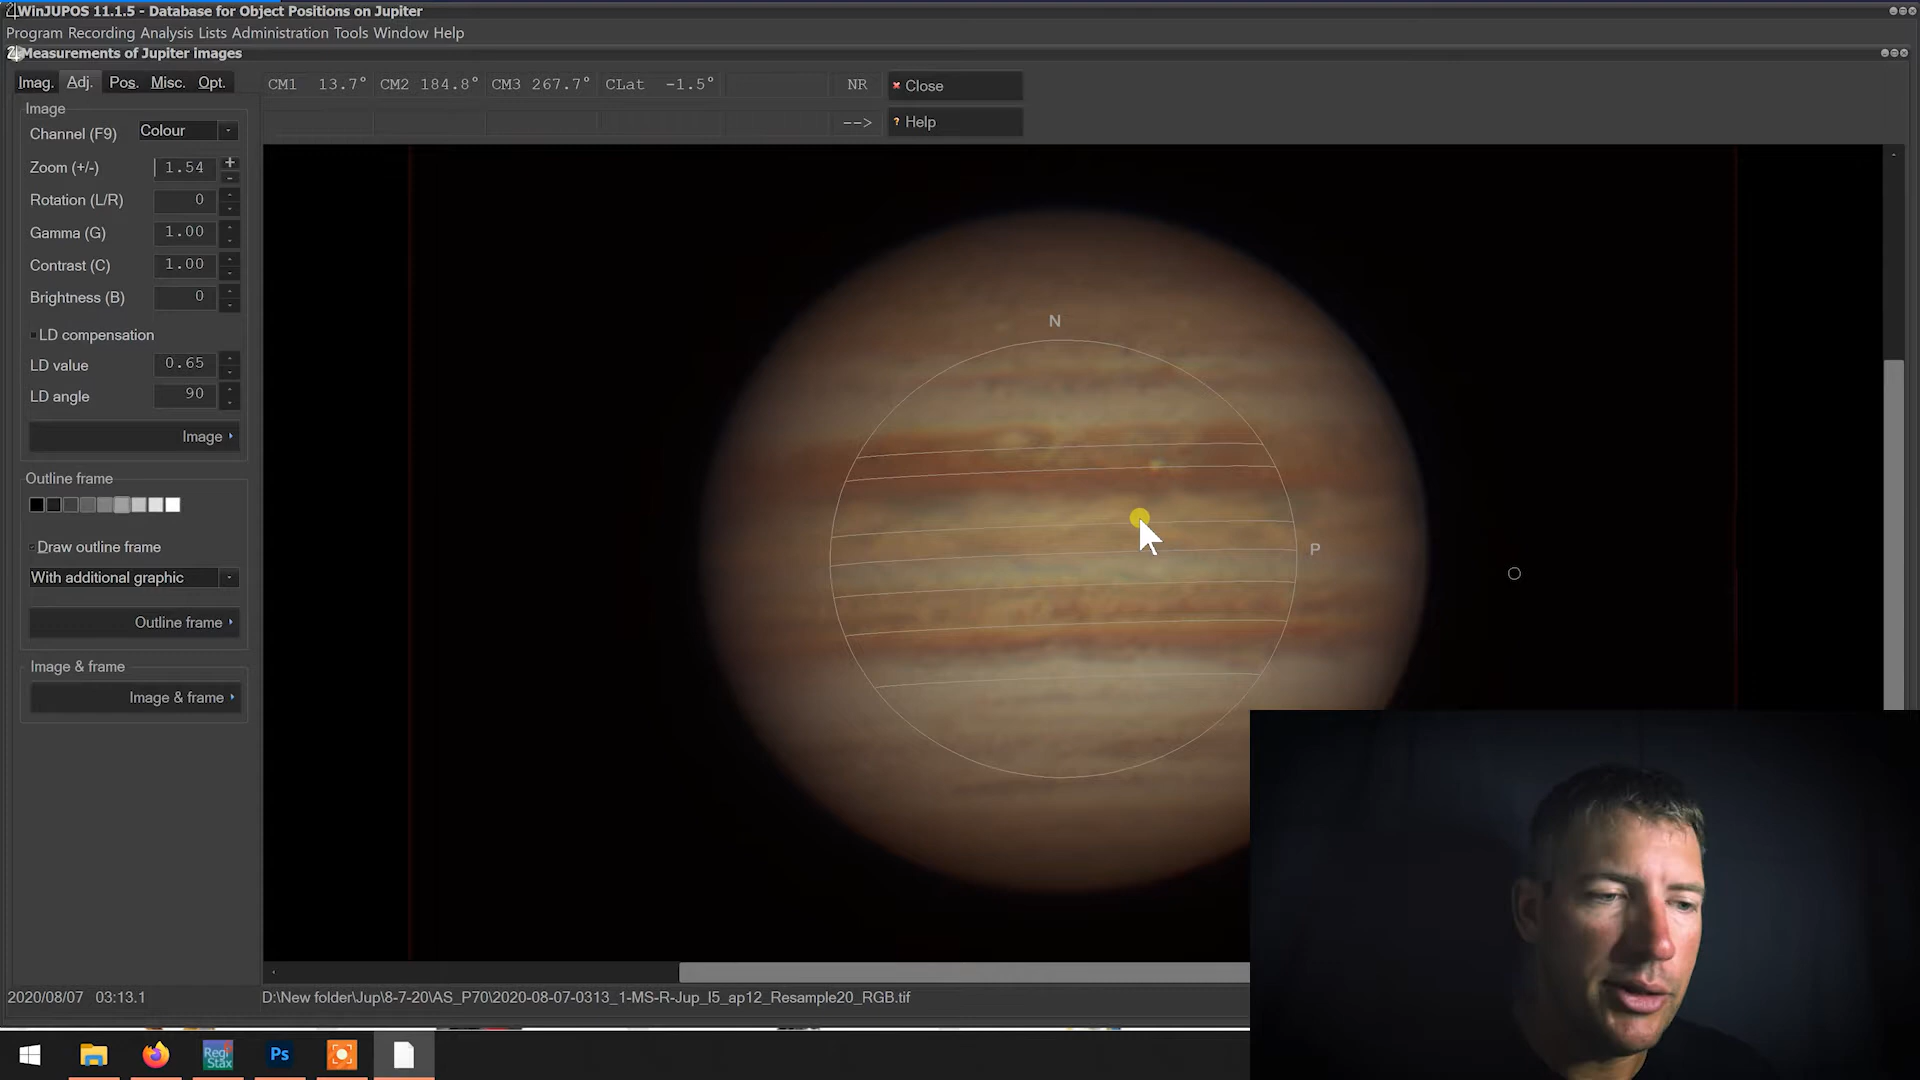 WinJUPOS 11.1.5 - Database for Object Positions on Jupiter
Program Recording Analysis Lists Administration Tools Window Help
Measurements of Jupiter images
Imag. Adj. Pos. Misc. Opt.
CM1 13.7° CM2 184.8° CM3 267.7° CLat -1.5° NR
Close
--> Help
Image
Channel (F9) Colour
Zoom (+/-) 1.54
Rotation (L/R) 0
Gamma (G) 1.00
Contrast (C) 1.00
Brightness (B) 0
LD compensation
LD value 0.65
LD angle 90
Image
Outline frame
Draw outline frame
With additional graphic
Outline frame
Image & frame
Image & frame
N
P
2020/08/07 03:13.1
D:\New folder\Jup\8-7-20\AS_P70\2020-08-07-0313_1-MS-R-Jup_l5_ap12_Resample20_RGB.tif
Regi
Stax
Ps